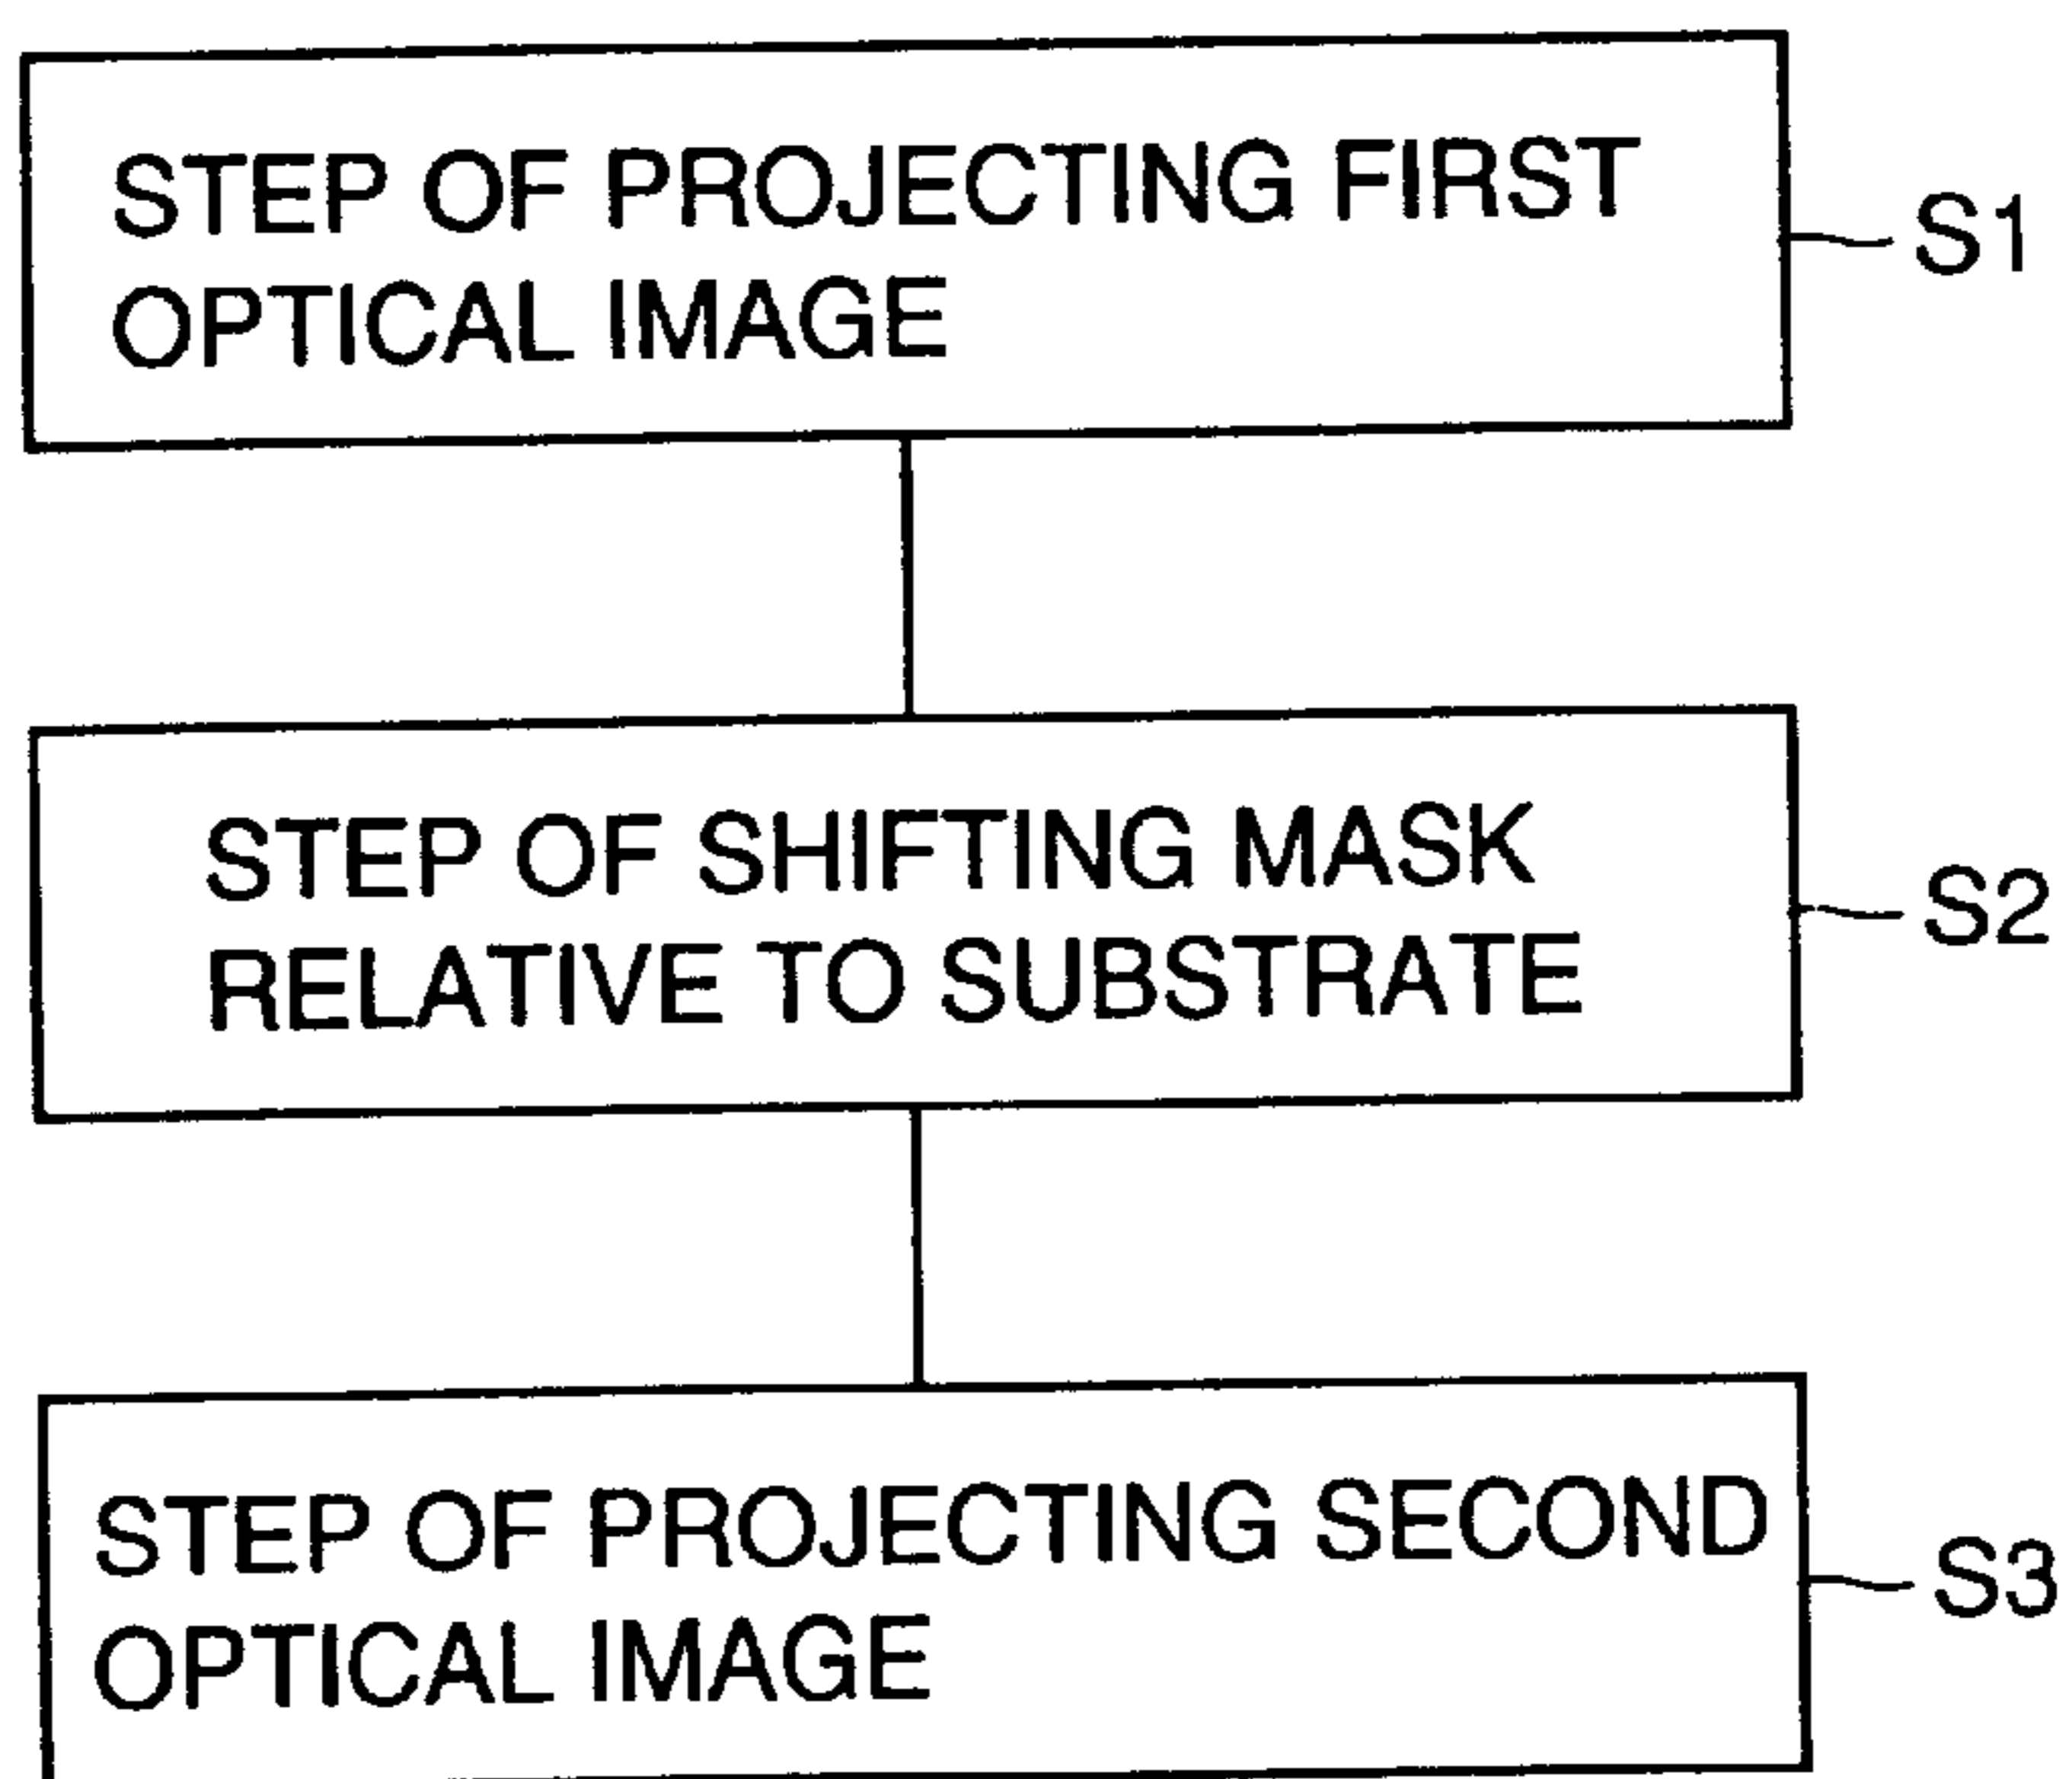 STEP OF PROJECTING FIRST
OPTICAL IMAGE
S1
STEP OF SHIFTING MASK
RELATIVE TO SUBSTRATE
S2
STEP OF PROJECTING SECOND
OPTICAL IMAGE
S3